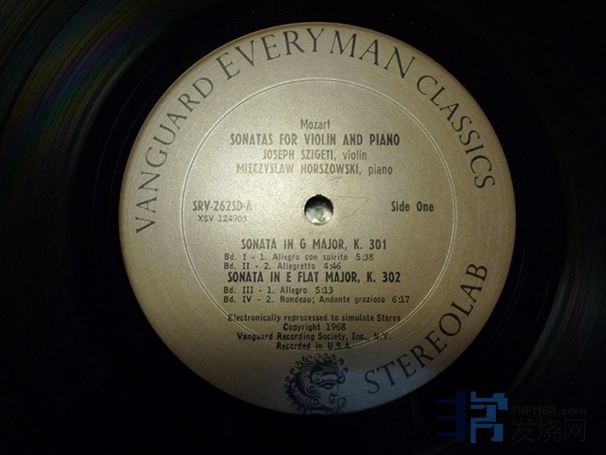 VANGUARD EVERYMAN CLASSICS
Mozart
SONATAS FOR VIOLIN AND PIANO
JOSEPH SZIGETI, violin
MIECZYSLAW HORSZOWSKI, piano
SRV-262SD-A Side One
XSV 124903
SONATA IN G MAJOR, K. 301
Bd. I - 1. Allegro con spirito 5:38
Bd. II - 2. Allegretto 4:46
SONATA IN E FLAT MAJOR, K. 302
Bd. III - 1. Allegro 5:13
Bd. IV - 2. Rondeau; Andante grazioso 6:17
Electronically reprocessed to simulate Stereo
Copyright 1968
Vanguard Recording Society, Inc., N.Y.
Recorded in U.S.A.
STEREOLAB
HIFI168.com
发烧网